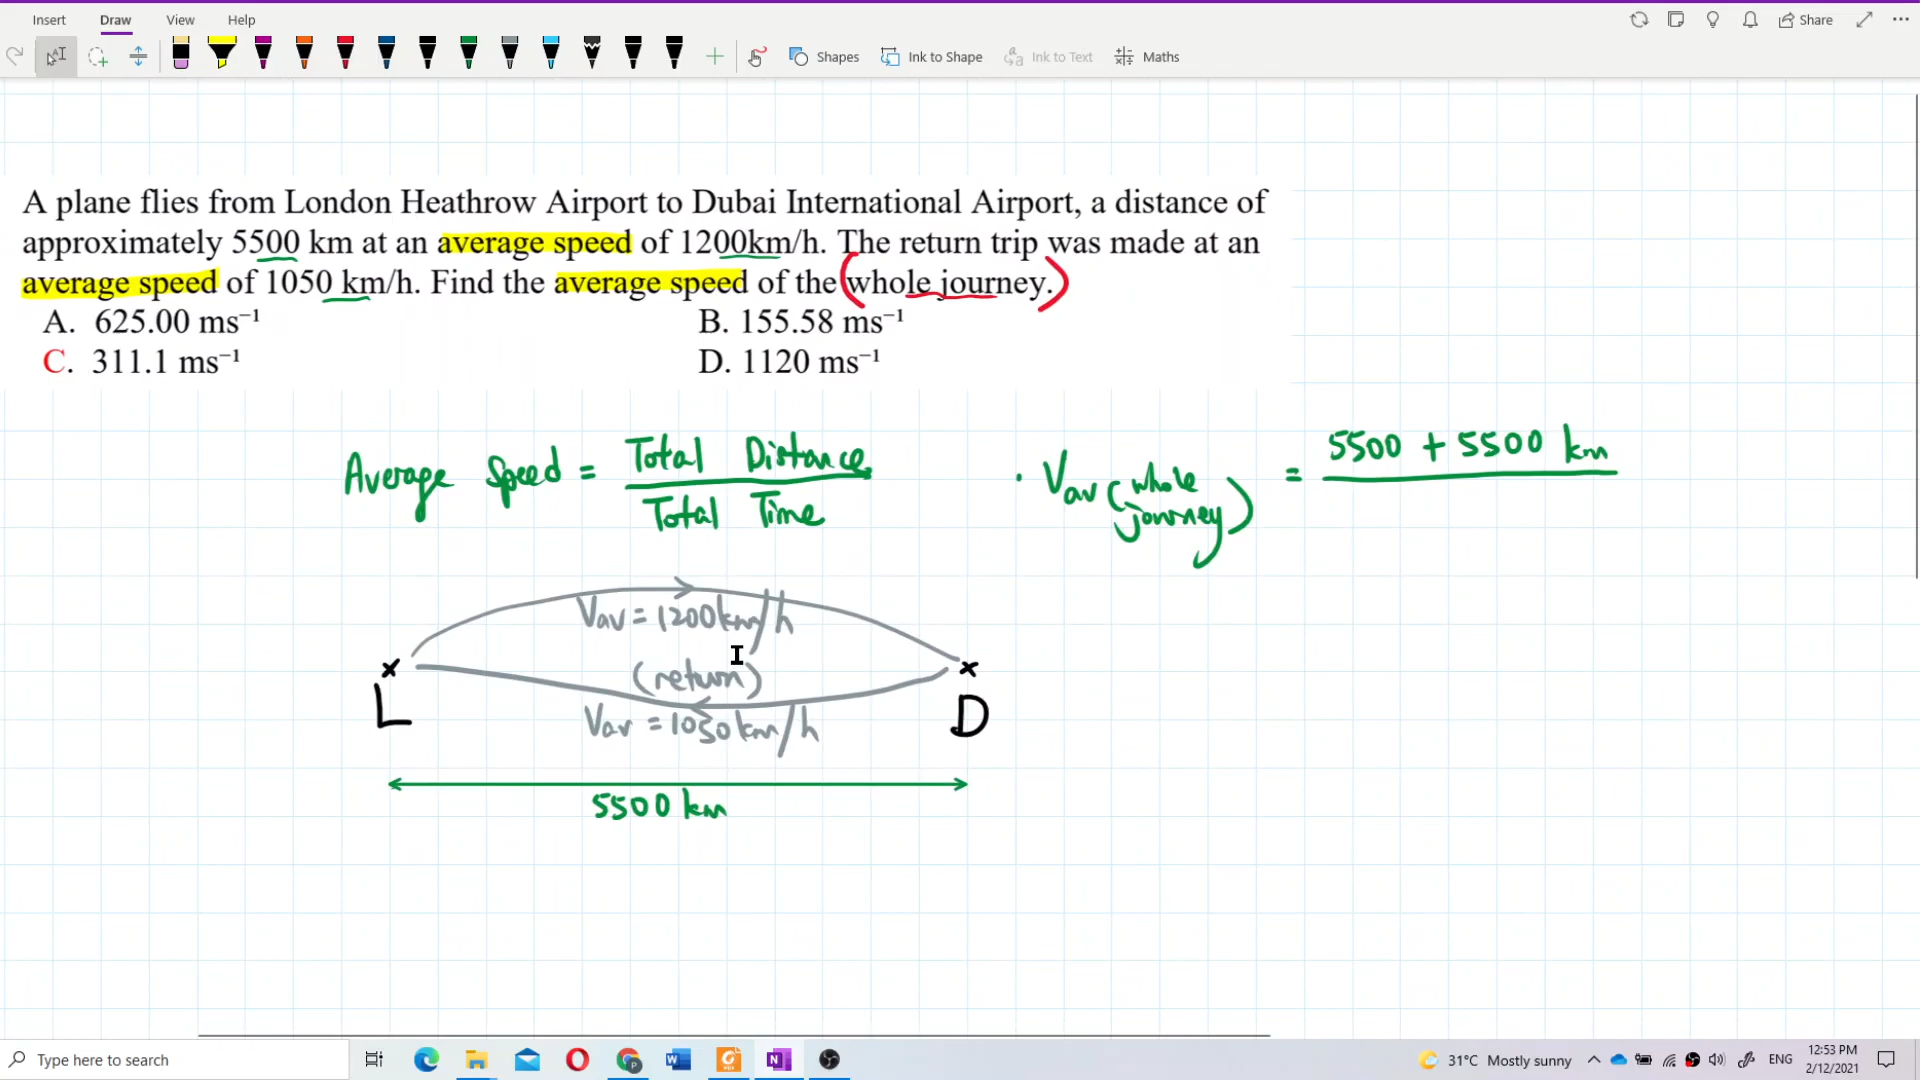 Insert Draw View Help
Share
Shapes Ink to Shape Ink to Text Maths
A plane flies from London Heathrow Airport to Dubai International Airport, a distance of
approximately 5500 km at an average speed of 1200km/h. The return trip was made at an
average speed of 1050 km/h. Find the average speed of the (whole journey.)
A. 625.00 ms⁻¹ B. 155.58 ms⁻¹
C. 311.1 ms⁻¹ D. 1120 ms⁻¹
Average Speed = Total Distance
Total Time
· Vav (whole journey) = 5500 + 5500 km
Vav = 1200km/h
(return)
Vav = 1050km/h
x x
L D
5500 km
Type here to search
31°C Mostly sunny
ENG
12:53 PM
2/12/2021